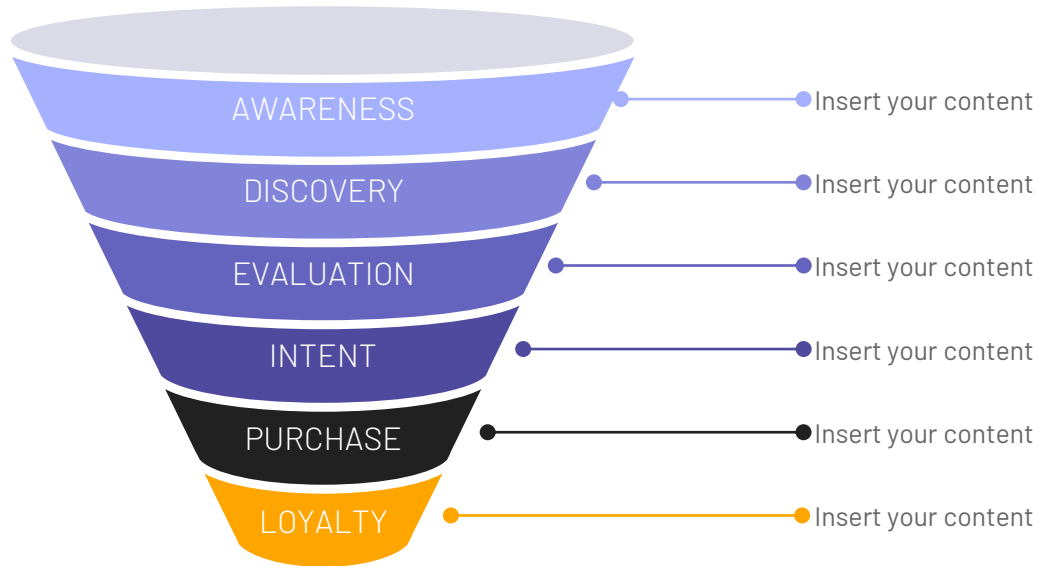 AWARENESS
Insert your content
DISCOVERY
Insert your content
EVALUATION
Insert your content
INTENT
Insert your content
PURCHASE
Insert your content
LOYALTY
Insert your content